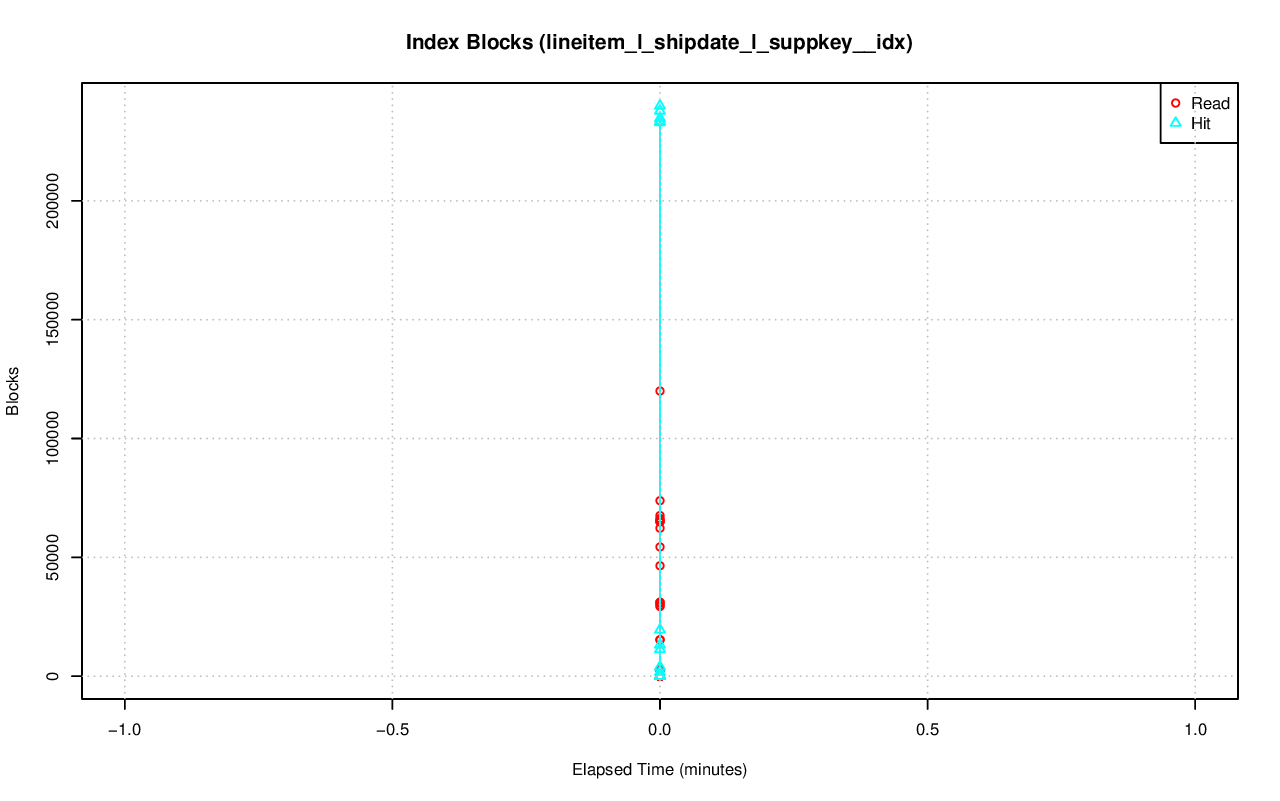 Index Blocks (lineitem_l_shipdate_l_suppkey__idx)
Read
Hit
Blocks
200000
150000
100000
50000
0
−1.0
−0.5
0.0
0.5
1.0
Elapsed Time (minutes)